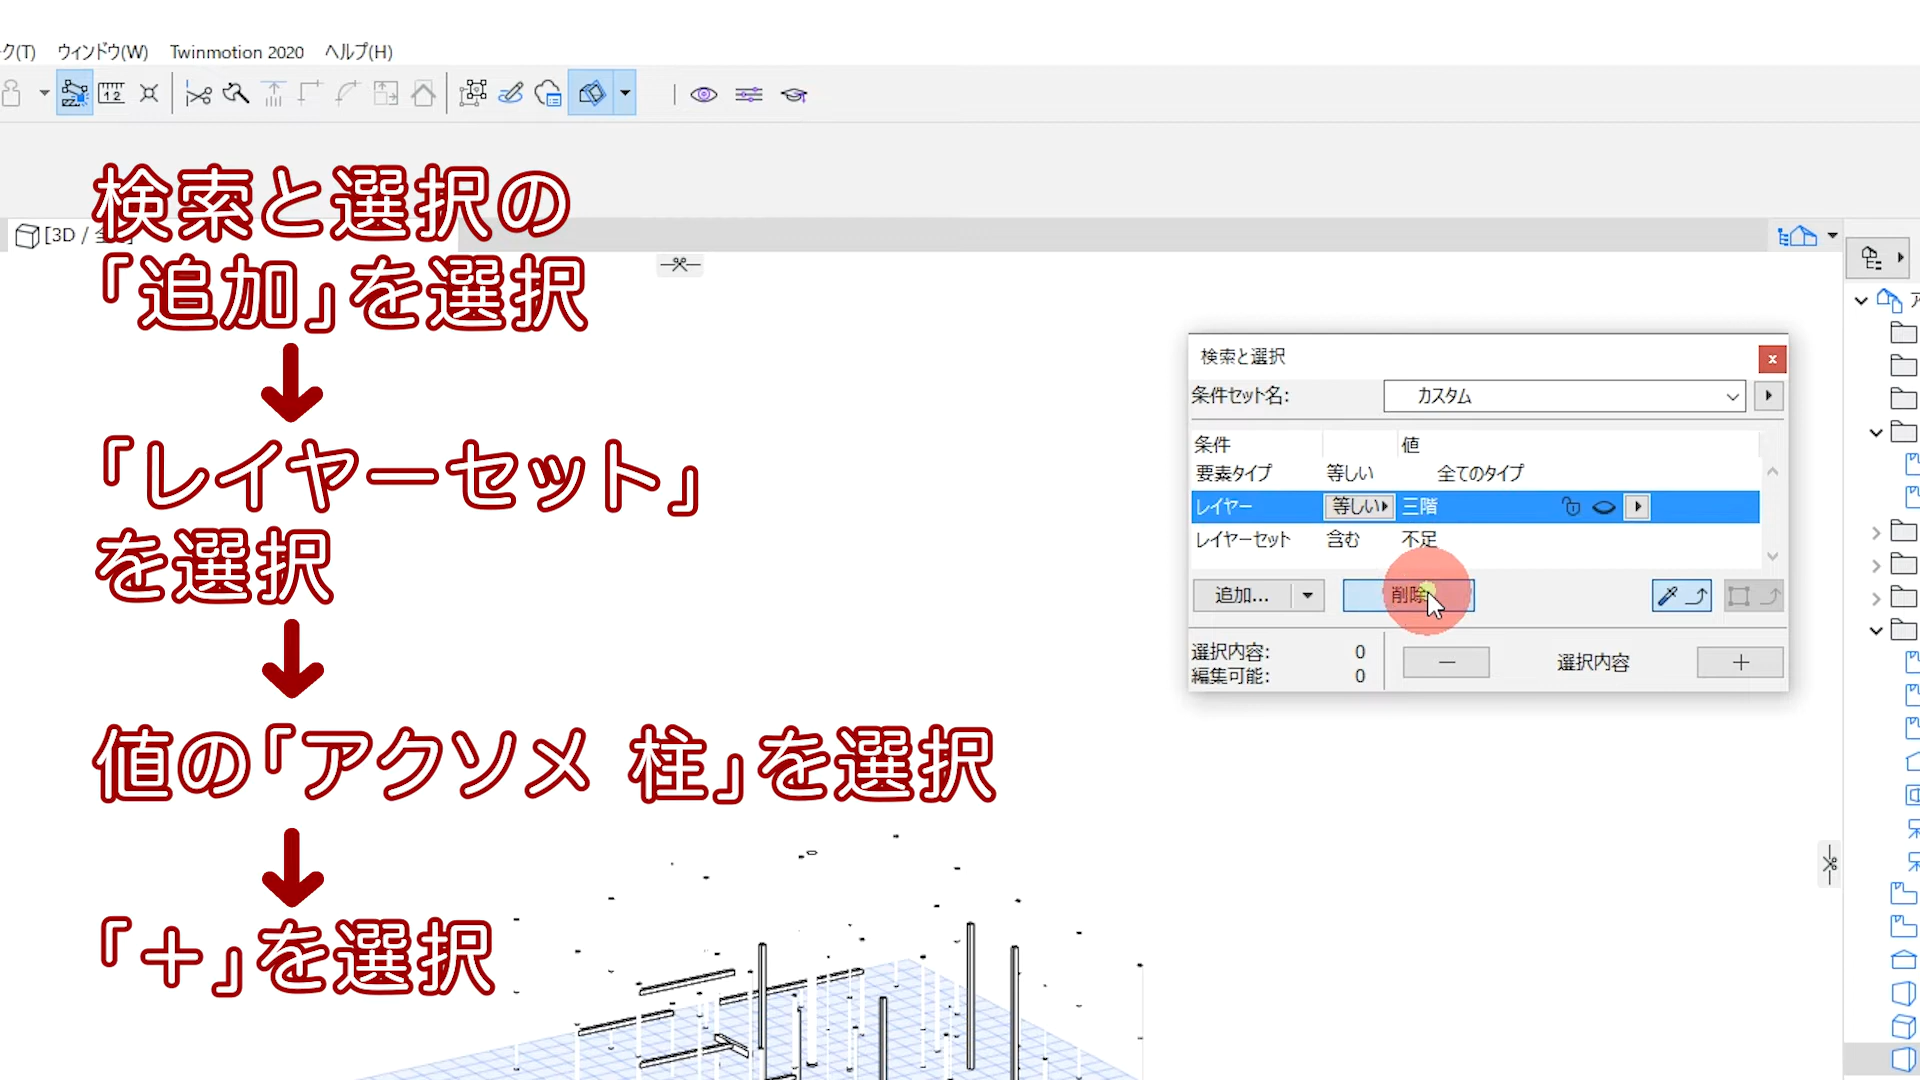 ク(T) ウィンドウ(W) Twinmotion 2020 ヘルプ(H)
検索と選択の
「追加」を選択
「レイヤーセット」
を選択
値の「アクソメ 柱」を選択
「＋」を選択
[3D / 全]
検索と選択
条件セット名: カスタム
条件 値
要素タイプ 等しい 全てのタイプ
レイヤー 等しい 三階
レイヤーセット 含む 不足
追加... 削除
選択内容: 0
編集可能: 0
選択内容
ア